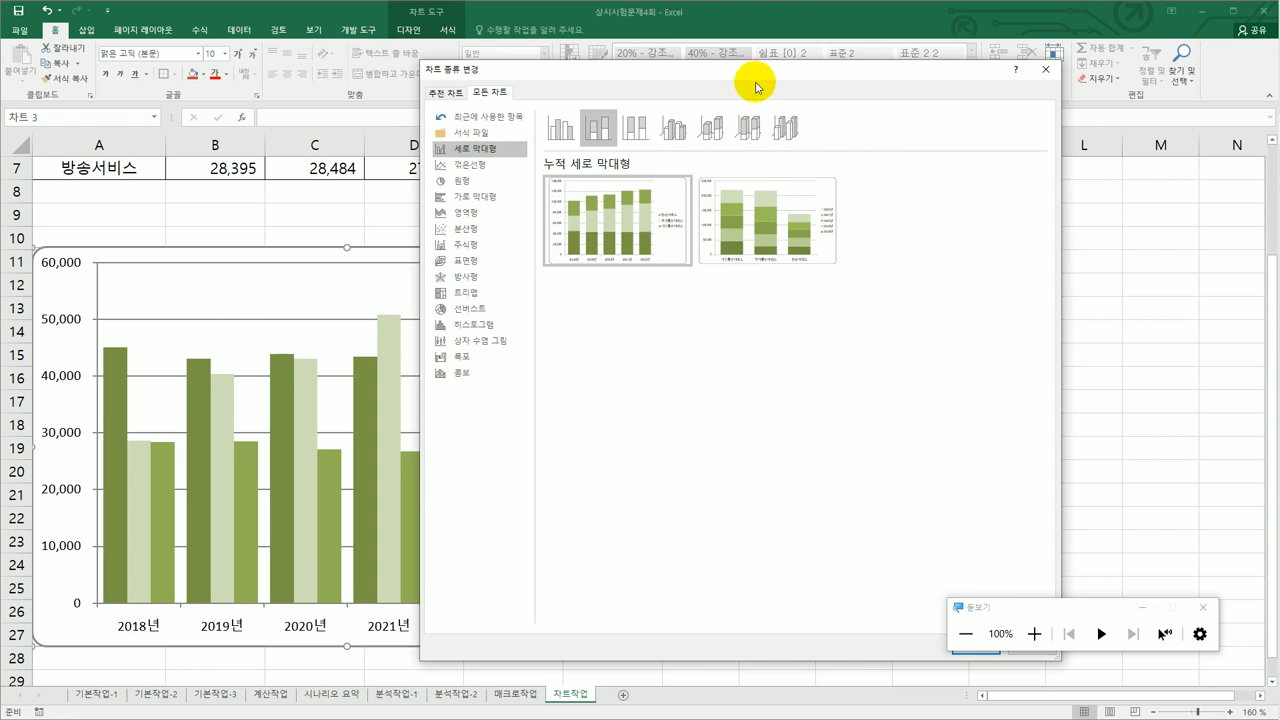 차트 도구
상시시험문제4회 - Excel
파일 홈 삽입 페이지 레이아웃 수식 데이터 검토 보기 개발 도구 디자인 서식 수행할 작업을 알려 주세요.
공유
잘라내기
복사
서식 복사
붙여넣기
클립보드
맑은 고딕 (본문) 10
가 가 가
글꼴
텍스트 줄 바꿈
맞춤
일반
20% - 강조... 40% - 강조... 쉼표 [0] 2 표준 2 표준 2 2
자동 합계
채우기
지우기
정렬 및
찾기 및
선택
편집
차트 3
fx
A B C D L M N
7 방송서비스 28,395 28,484
8
9
10
11
12
13
14
15
16
17
18
19
20
21
22
23
24
25
26
27
28
29
60,000
50,000
40,000
30,000
20,000
10,000
0
2018년 2019년 2020년 2021년
차트 종류 변경
추천 차트 모든 차트
최근에 사용한 항목
서식 파일
세로 막대형
꺾은선형
원형
가로 막대형
영역형
분산형
주식형
표면형
방사형
트리맵
선버스트
히스토그램
상자 수염 그림
폭포
콤보
누적 세로 막대형
돋보기
100%
기본작업-1 기본작업-2 기본작업-3 계산작업 시나리오 요약 분석작업-1 분석작업-2 매크로작업 차트작업
준비
160 %